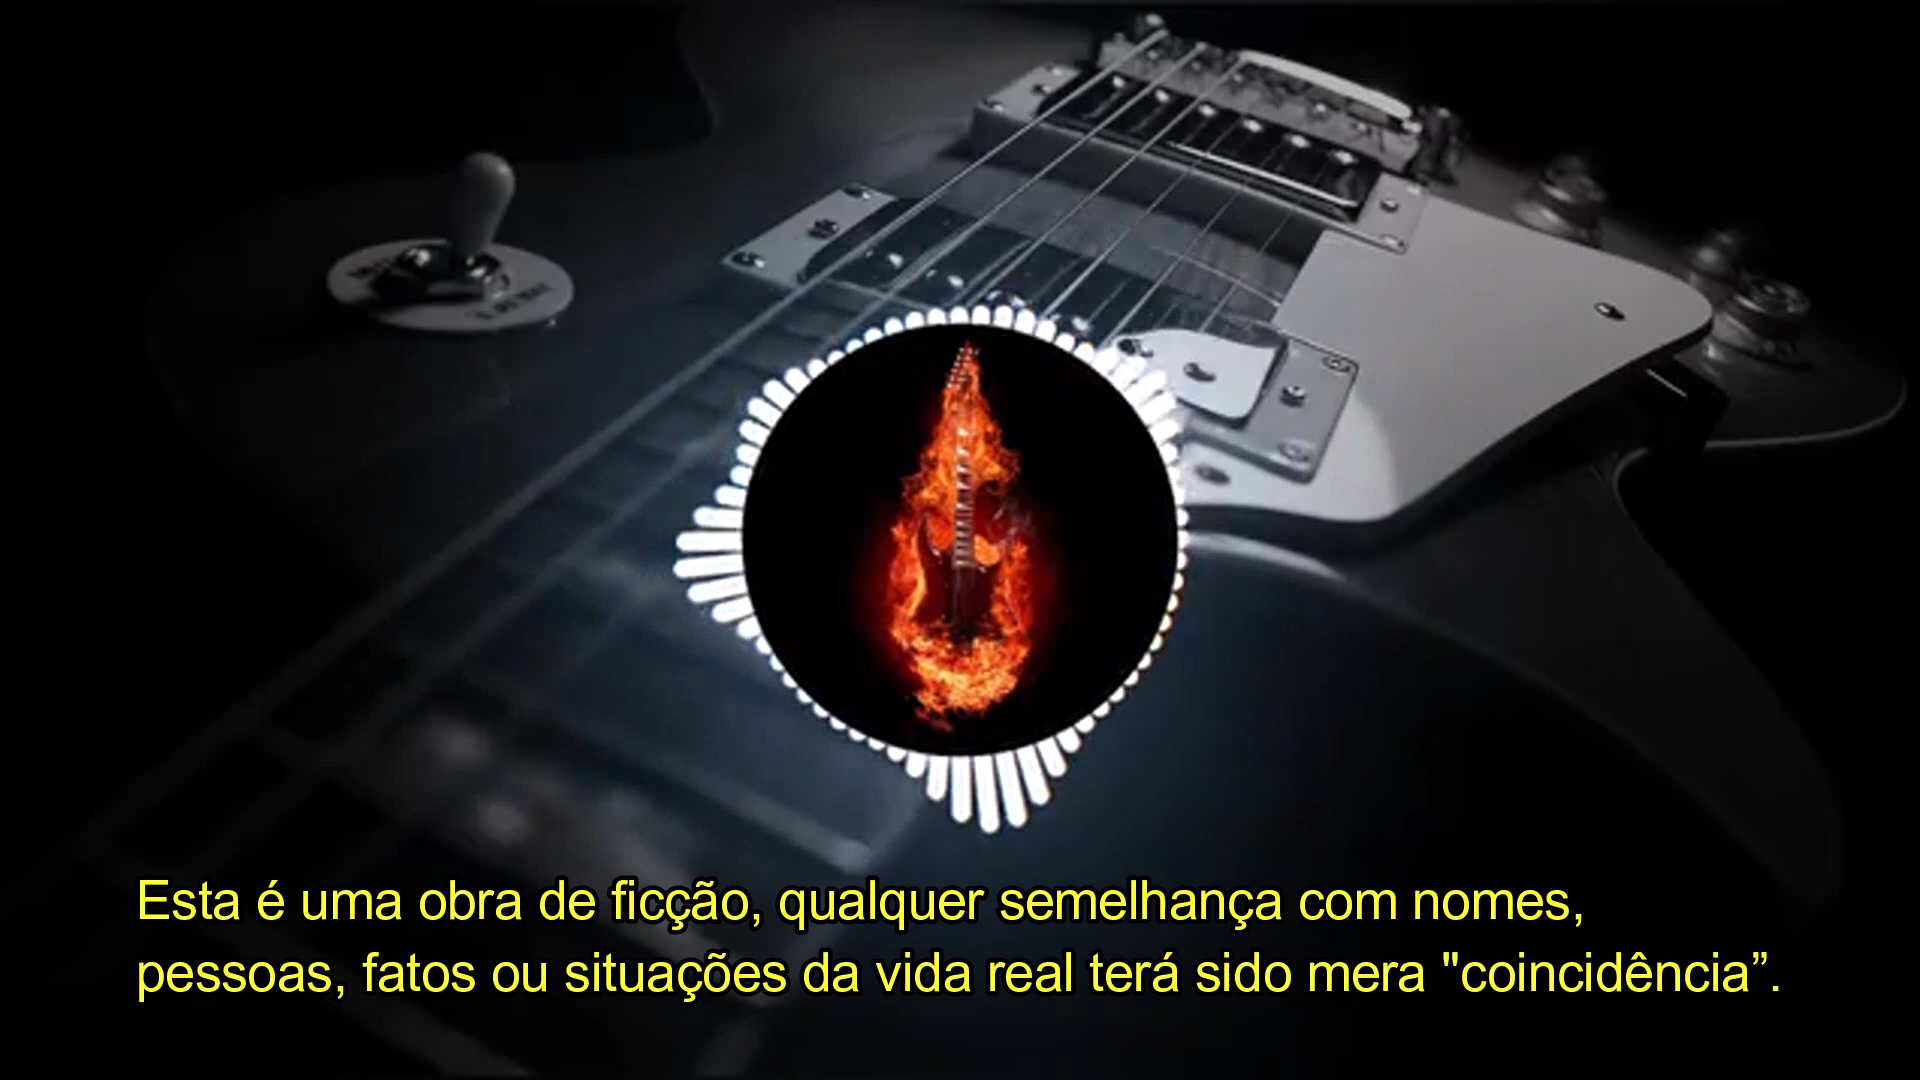 Esta é uma obra de ficção, qualquer semelhança com nomes,
pessoas, fatos ou situações da vida real terá sido mera "coincidência”.